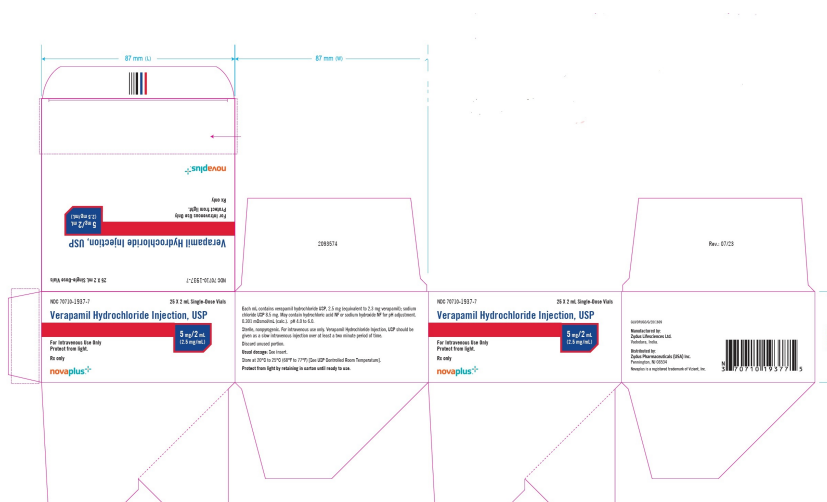 87 mm (L)
87 mm (W)
novaplus
Rx only
Protect from light.
For Intravenous Use Only
5 mg/2 mL
(2.5 mg/mL)
Verapamil Hydrochloride Injection, USP
NDC 70710-1937-7
25 X 2 mL Single-Dose Vials
2093574
Rev.: 07/23
NDC 70710-1937-7
25 X 2 mL Single-Dose Vials
Verapamil Hydrochloride Injection, USP
5 mg/2 mL
(2.5 mg/mL)
For Intravenous Use Only
Protect from light.
Rx only
novaplus
Each mL contains verapamil hydrochloride USP, 2.5 mg (equivalent to 2.3 mg verapamil); sodium
chloride USP 8.5 mg. May contain hydrochloric acid NF or sodium hydroxide NF for pH adjustment.
0.301 mOsmol/mL (calc.). pH 4.0 to 6.0.
Sterile, nonpyrogenic. For intravenous use only. Verapamil Hydrochloride Injection, USP should be
given as a slow intravenous injection over at least a two minute period of time.
Discard unused portion.
Usual dosage: See insert.
Store at 20°C to 25°C (68°F to 77°F) [See USP Controlled Room Temperature].
Protect from light by retaining in carton until ready to use.
NDC 70710-1937-7
25 X 2 mL Single-Dose Vials
Verapamil Hydrochloride Injection, USP
5 mg/2 mL
(2.5 mg/mL)
For Intravenous Use Only
Protect from light.
Rx only
novaplus
Manufactured by:
Zydus Lifesciences Ltd.
Vadodara, India.
Distributed by:
Zydus Pharmaceuticals (USA) Inc.
Pennington, NJ 08534
Novaplus is a registered trademark of Vizient, Inc.
N
3 70710 19377 5